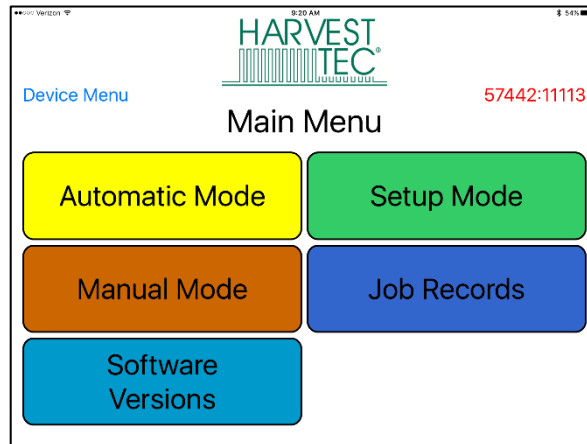 Verizon 9:20 AM 54%
HARVEST
TEC®
Device Menu 57442:11113
Main Menu
Automatic Mode Setup Mode
Manual Mode Job Records
Software
Versions